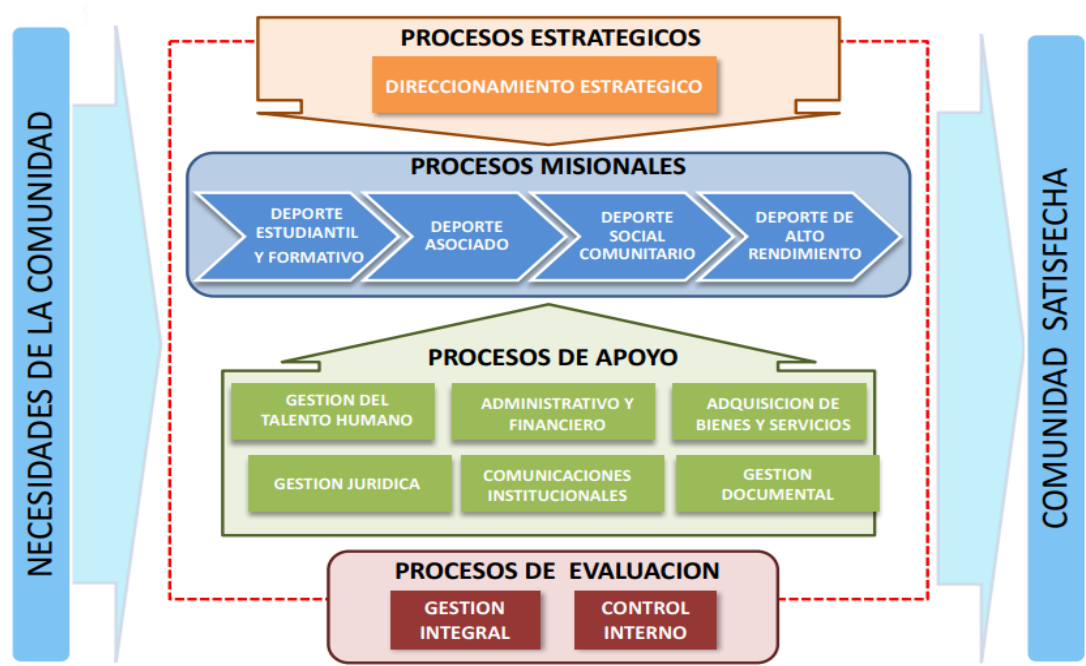 NECESIDADES DE LA COMUNIDAD
PROCESOS ESTRATEGICOS
DIRECCIONAMIENTO ESTRATEGICO
PROCESOS MISIONALES
DEPORTE
ESTUDIANTIL
Y FORMATIVO
DEPORTE
ASOCIADO
DEPORTE
SOCIAL
COMUNITARIO
DEPORTE DE
ALTO
RENDIMIENTO
PROCESOS DE APOYO
GESTION DEL
TALENTO HUMANO
ADMINISTRATIVO Y
FINANCIERO
ADQUISICION DE
BIENES Y SERVICIOS
GESTION JURIDICA
COMUNICACIONES
INSTITUCIONALES
GESTION
DOCUMENTAL
PROCESOS DE EVALUACION
GESTION
INTEGRAL
CONTROL
INTERNO
COMUNIDAD SATISFECHA